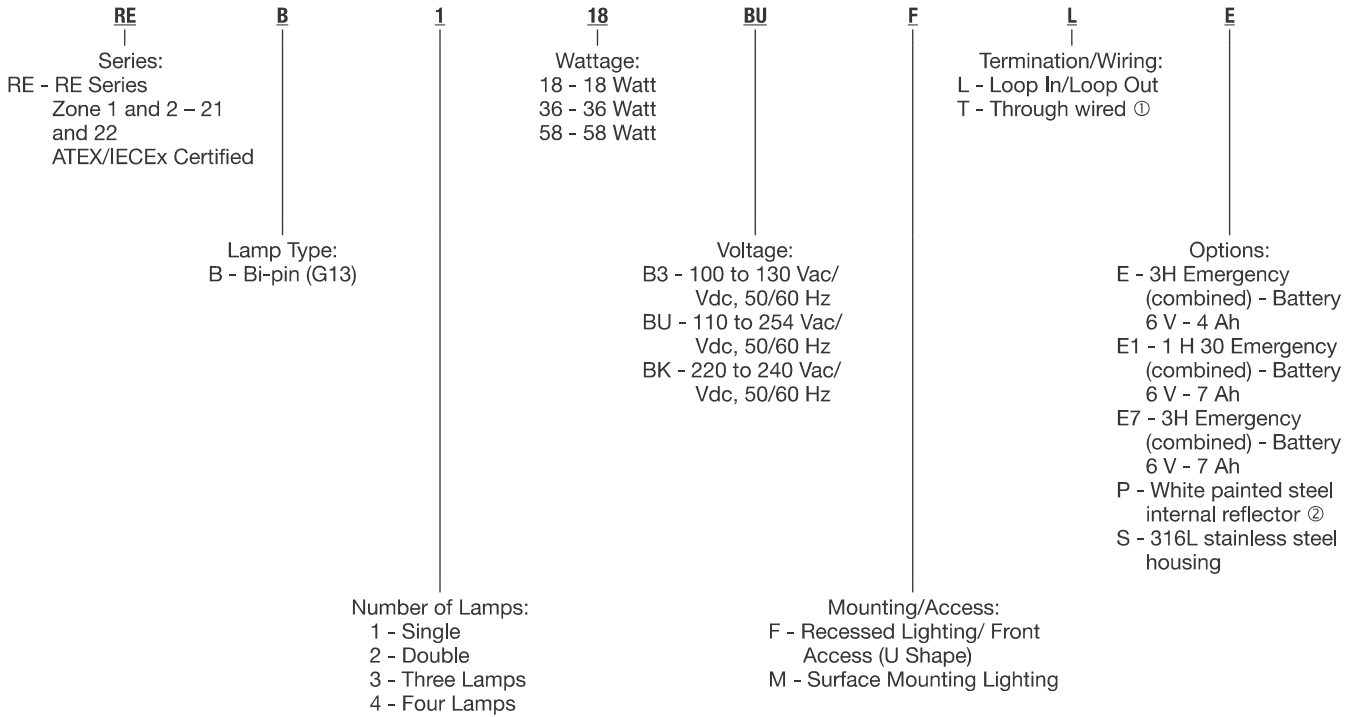 RE B 1 18 BU F L E
Series:
RE - RE Series
Zone 1 and 2 – 21
and 22
ATEX/IECEx Certified
Wattage:
18 - 18 Watt
36 - 36 Watt
58 - 58 Watt
Termination/Wiring:
L - Loop In/Loop Out
T - Through wired ①
Lamp Type:
B - Bi-pin (G13)
Voltage:
B3 - 100 to 130 Vac/
Vdc, 50/60 Hz
BU - 110 to 254 Vac/
Vdc, 50/60 Hz
BK - 220 to 240 Vac/
Vdc, 50/60 Hz
Options:
E - 3H Emergency
(combined) - Battery
6 V - 4 Ah
E1 - 1 H 30 Emergency
(combined) - Battery
6 V - 7 Ah
E7 - 3H Emergency
(combined) - Battery
6 V - 7 Ah
P - White painted steel
internal reflector ②
S - 316L stainless steel
housing
Number of Lamps:
1 - Single
2 - Double
3 - Three Lamps
4 - Four Lamps
Mounting/Access:
F - Recessed Lighting/ Front
Access (U Shape)
M - Surface Mounting Lighting